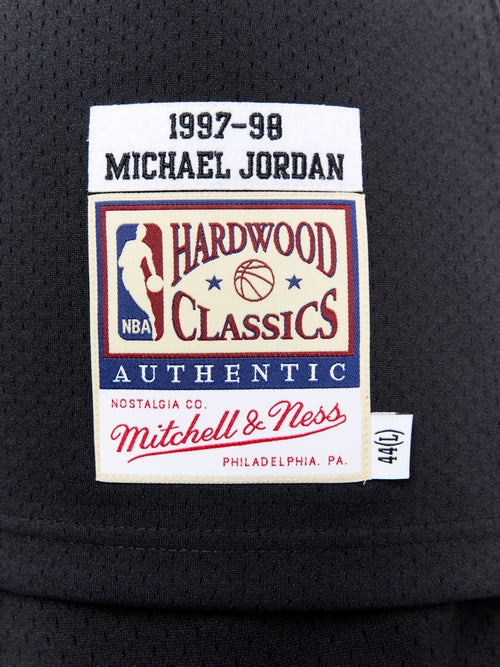 1997-98
MICHAEL JORDAN
HARDWOOD
CLASSICS
NBA
AUTHENTIC
NOSTALGIA CO.
Mitchell & Ness
PHILADELPHIA. PA.
44(L)